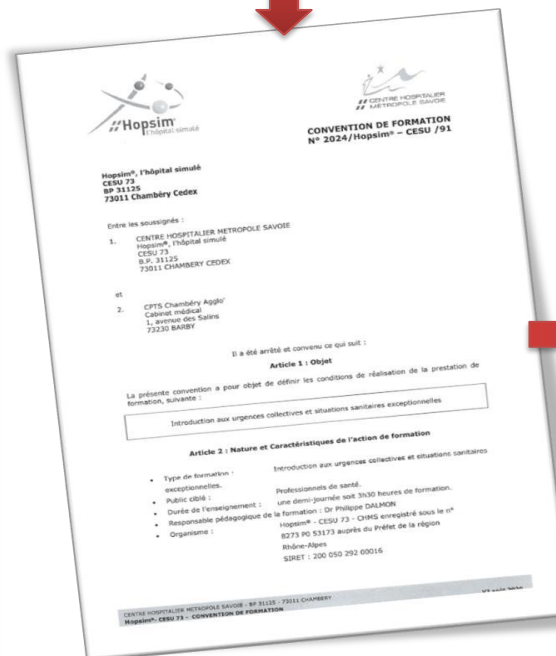 Hopsim®
l'hôpital simulé
CENTRE HOSPITALIER
METROPOLE SAVOIE
CONVENTION DE FORMATION
N° 2024/Hopsim® – CESU /91
Hopsim®, l'hôpital simulé
CESU 73
BP 31125
73011 Chambéry Cedex
Entre les soussignés :
1. CENTRE HOSPITALIER METROPOLE SAVOIE
Hopsim®, l'hôpital simulé
CESU 73
B.P. 31125
73011 CHAMBERY CEDEX
et
2. CPTS Chambéry Agglo'
Cabinet médical
1, avenue des Salins
73230 BARBY
Il a été arrêté et convenu ce qui suit :
Article 1 : Objet
La présente convention a pour objet de définir les conditions de réalisation de la prestation de
formation, suivante :
Introduction aux urgences collectives et situations sanitaires exceptionnelles
Article 2 : Nature et Caractéristiques de l'action de formation
• Type de formation : Introduction aux urgences collectives et situations sanitaires
exceptionnelles.
• Public ciblé : Professionnels de santé.
• Durée de l'enseignement : une demi-journée soit 3h30 heures de formation.
• Responsable pédagogique de la formation : Dr Philippe DALMON
• Organisme : Hopsim® - CESU 73 - CHMS enregistré sous le n°
8273 P0 53173 auprès du Préfet de la région
Rhône-Alpes
SIRET : 200 050 292 00016
CENTRE HOSPITALIER METROPOLE SAVOIE - BP 31125 - 73011 CHAMBERY
Hopsim®- CESU 73 - CONVENTION DE FORMATION